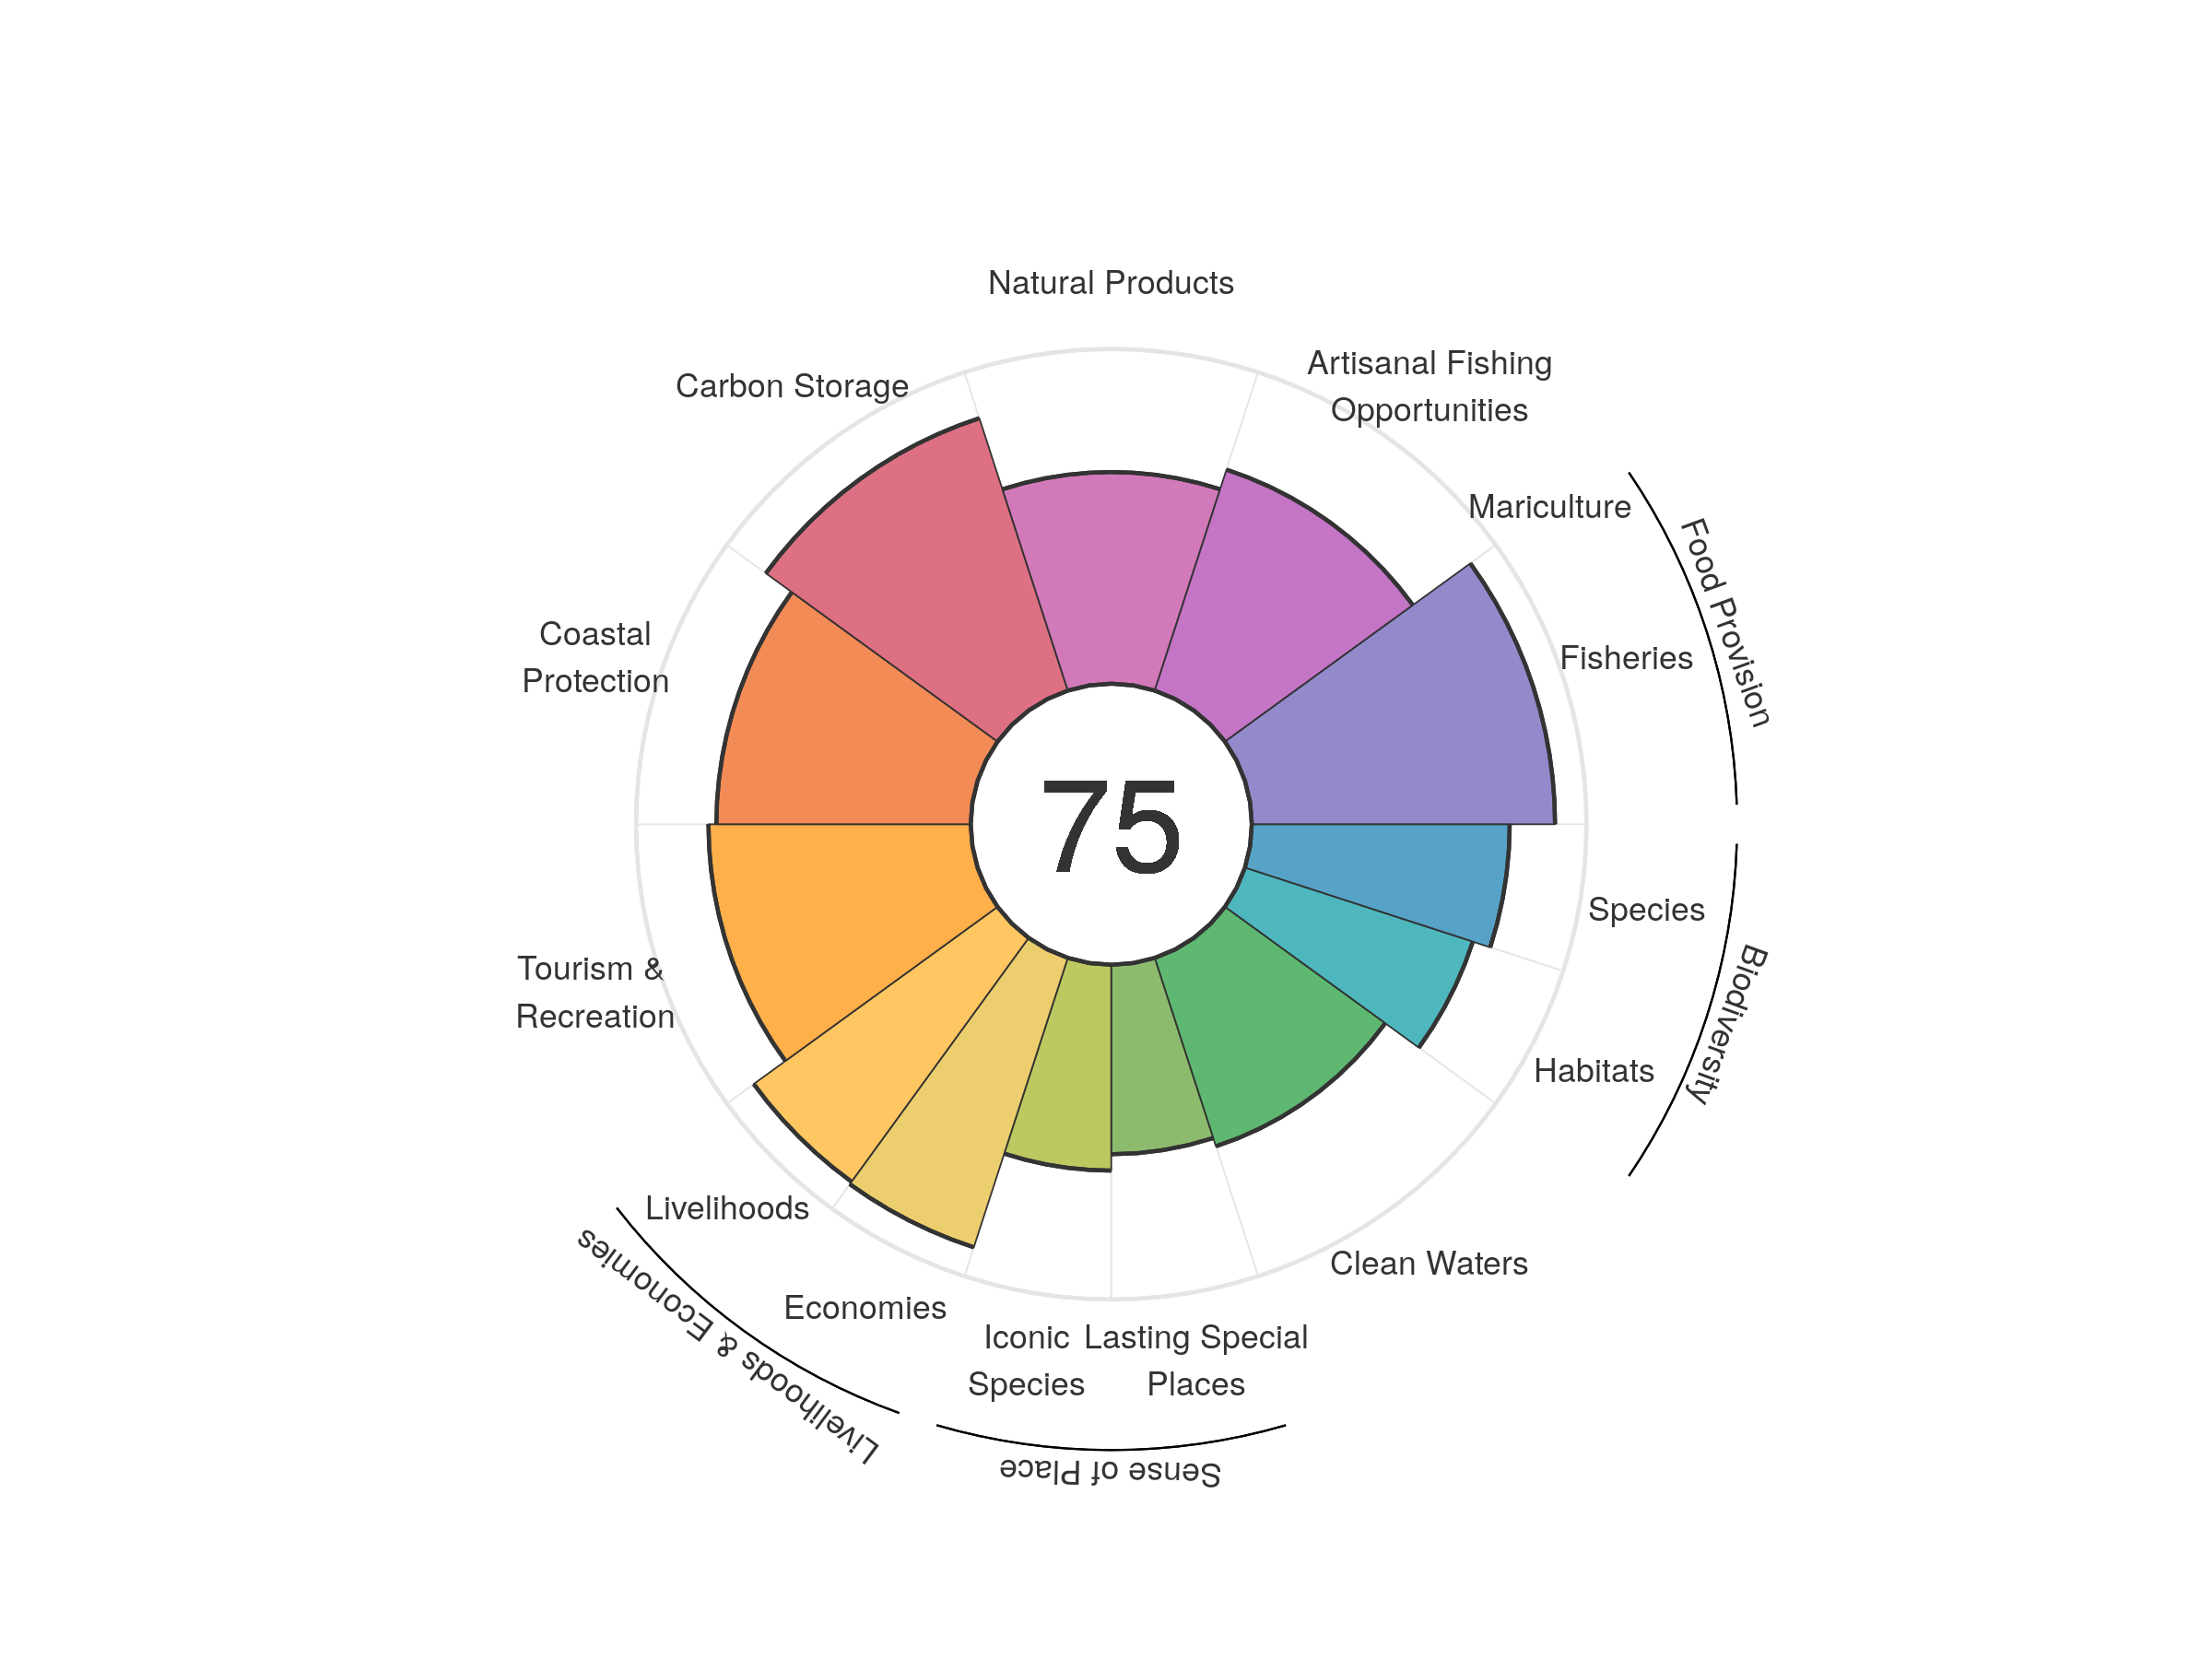 Natural Products
Artisanal Fishing
Opportunities
Carbon Storage
Mariculture
Food Provision
Fisheries
Coastal
Protection
75
Species
Biodiversity
Tourism &
Recreation
Habitats
Livelihoods
Clean Waters
Livelihoods & Economies
Economies
Iconic
Species
Lasting Special
Places
Sense of Place